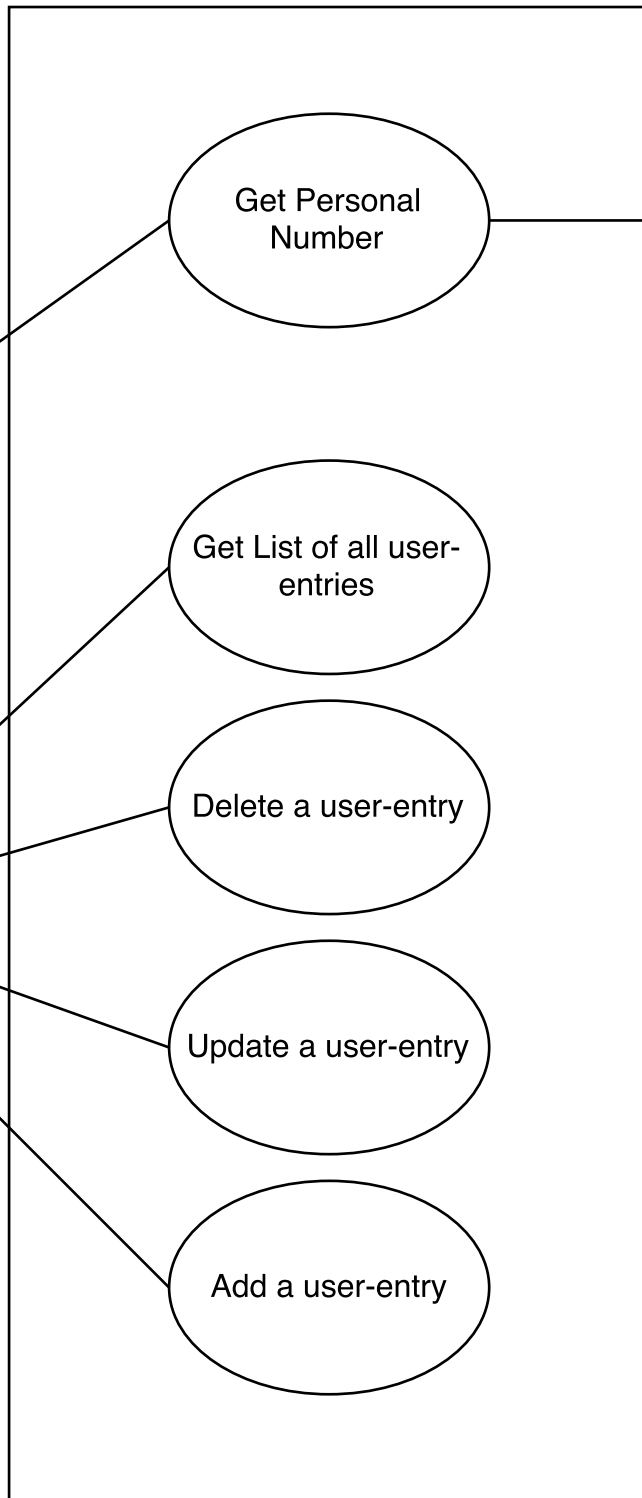 Get Personal
Number
Get List of all user-
entries
Delete a user-entry
Update a user-entry
Add a user-entry